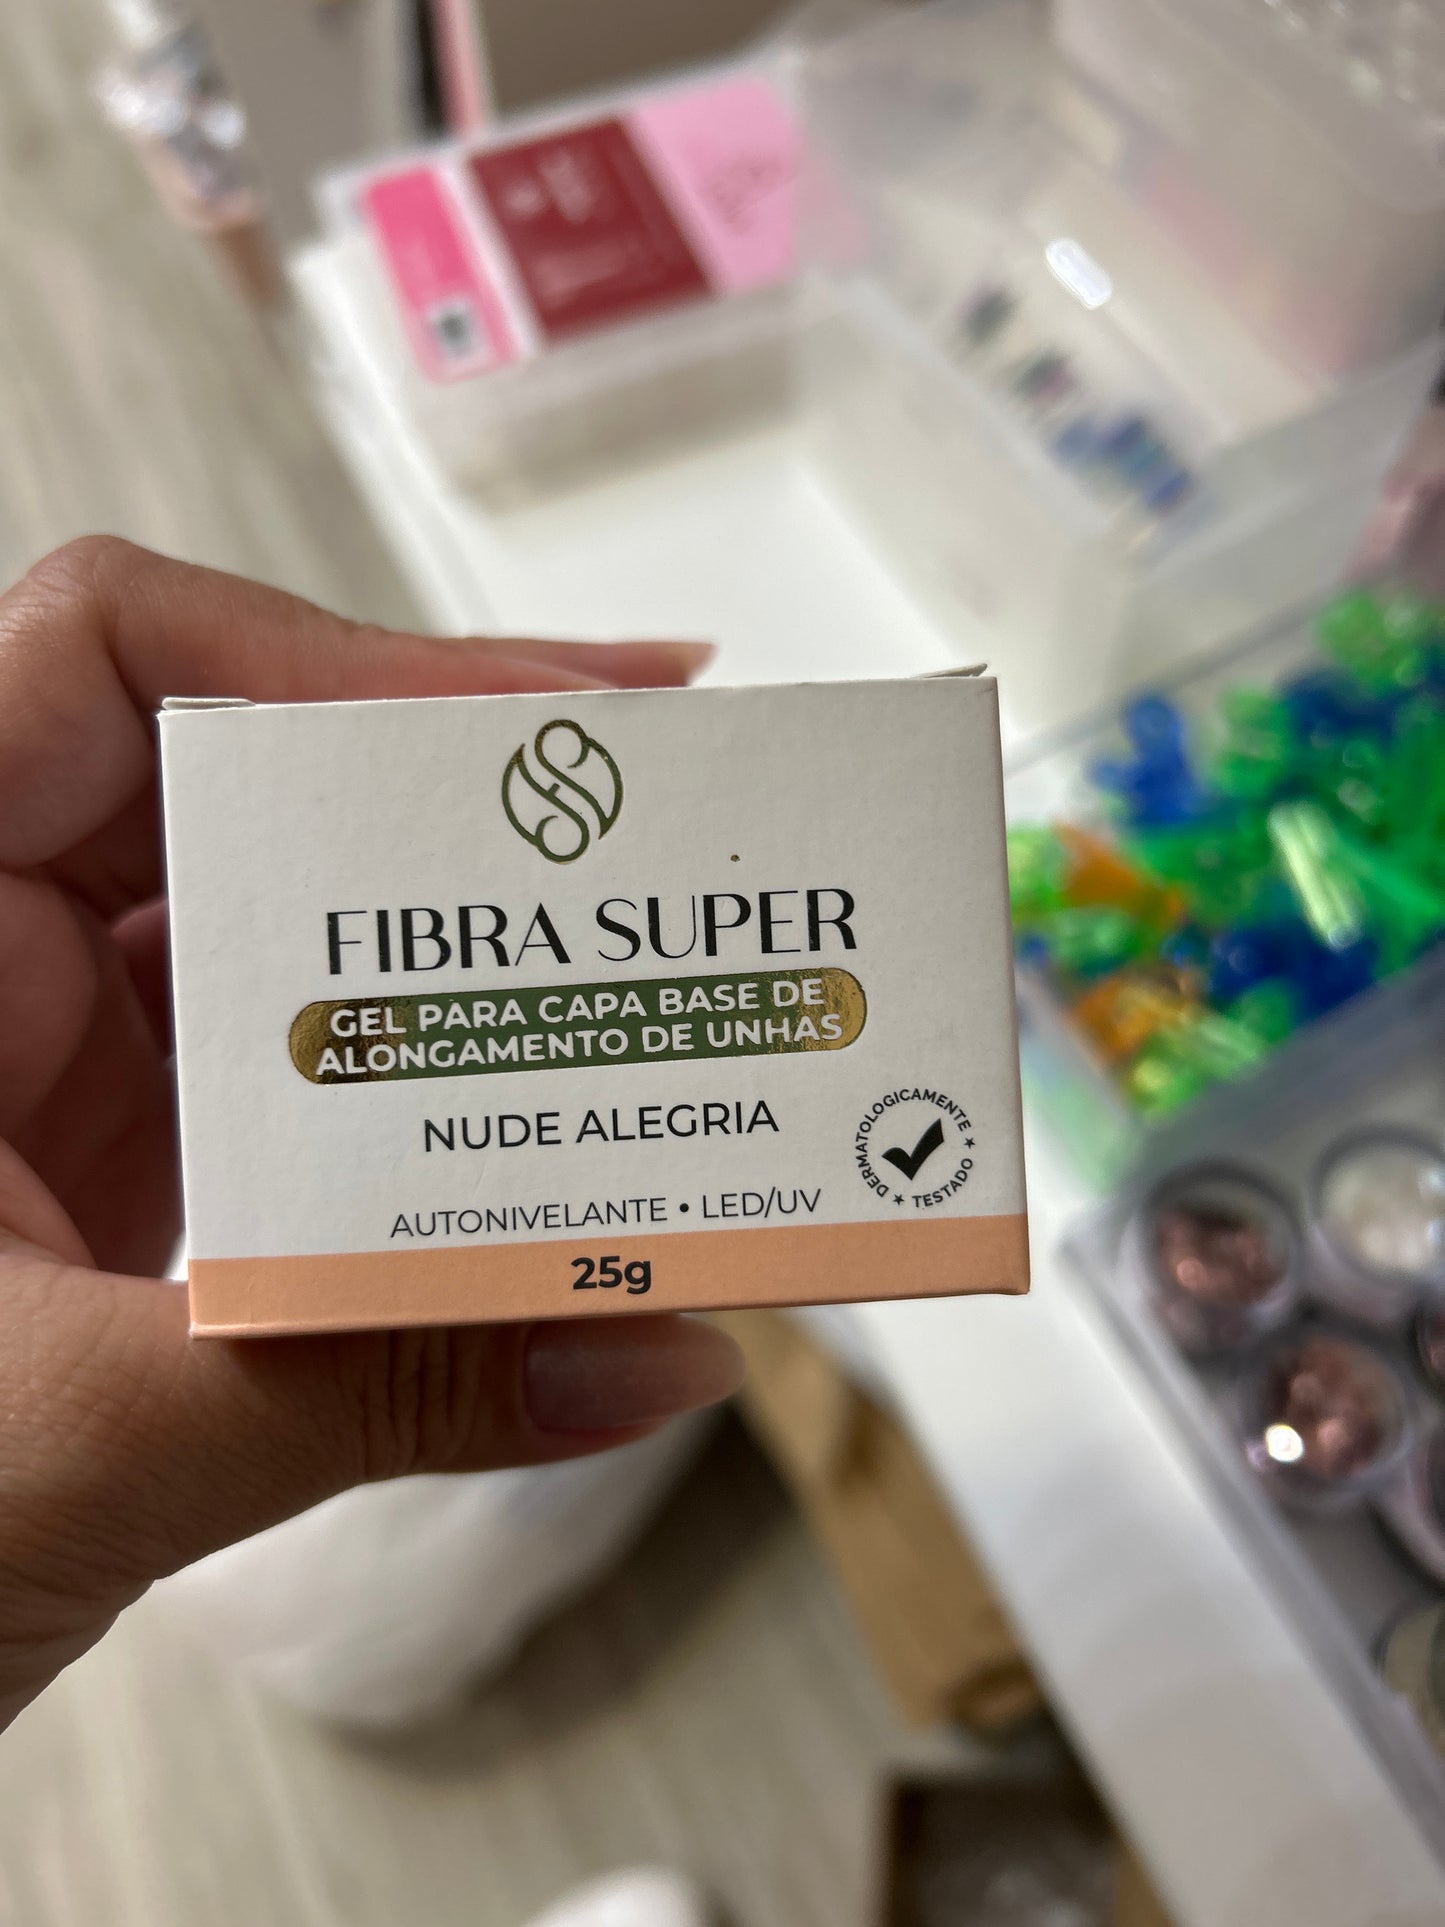 FIBRA SUPER
GEL PARA CAPA BASE DE
ALONGAMENTO DE UNHAS
NUDE ALEGRIA
DERMATOLOGICAMENTE
★ TESTADO ★
AUTONIVELANTE • LED/UV
25g